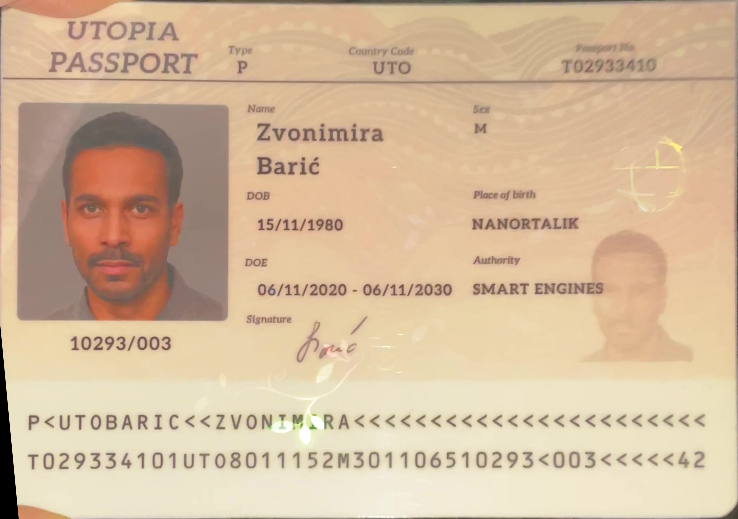 UTOPIA
PASSPORT
Type
P
Country Code
UTO
Passport No
T02933410
Name
Zvonimira
Barić
Sex
M
DOB
15/11/1980
Place of birth
NANORTALIK
DOE
06/11/2020 - 06/11/2030
Authority
SMART ENGINES
Signature
10293/003
P<UTOBARIC<<ZVONIMIRA<<<<<<<<<<<<<<<<<<<<<<<
T029334101UTO8011152M301106510293<003<<<<<42